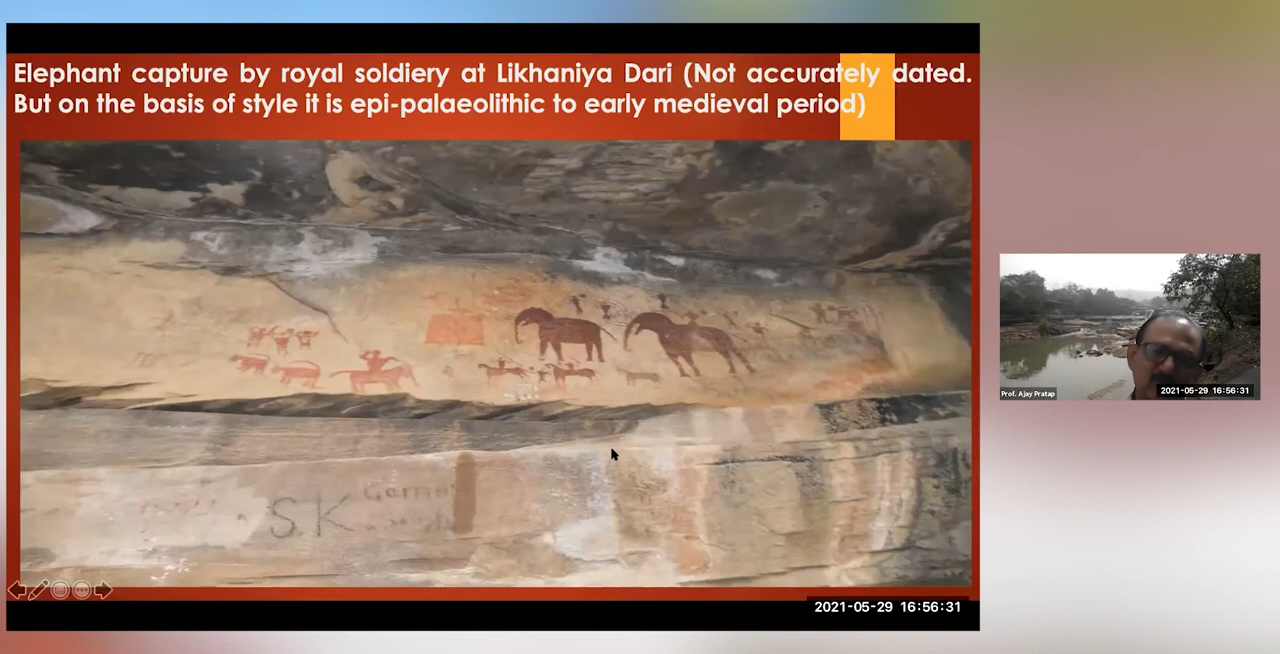 Elephant capture by royal soldiery at Likhaniya Dari (Not accurately dated.
But on the basis of style it is epi-palaeolithic to early medieval period)
S.K
2021-05-29 16:56:31
Prof. Ajay Pratap
2021-05-29 16:56:31